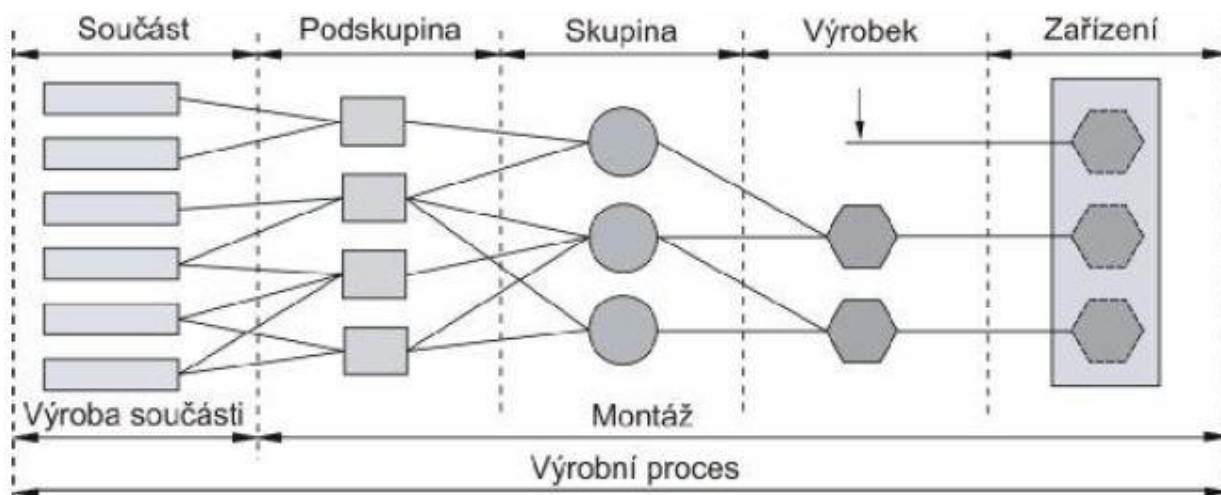 Součást Podskupina Skupina Výrobek Zařízení
Výroba součásti Montáž
Výrobní proces